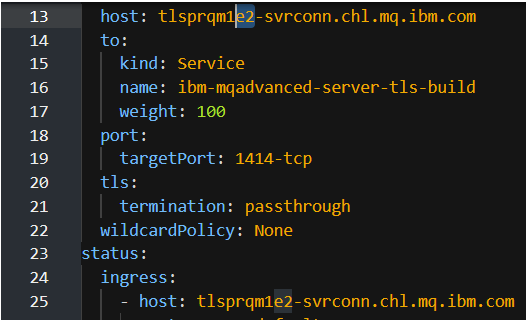 13 host: tlsprqm1e2-svrconn.chl.mq.ibm.com
14 to:
15 kind: Service
16 name: ibm-mqadvanced-server-tls-build
17 weight: 100
18 port:
19 targetPort: 1414-tcp
20 tls:
21 termination: passthrough
22 wildcardPolicy: None
23 status:
24 ingress:
25 - host: tlsprqm1e2-svrconn.chl.mq.ibm.com